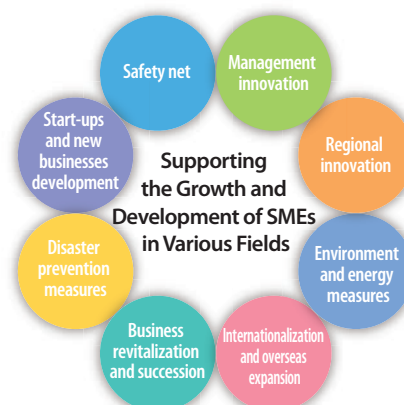 Safety net
Management
innovation
Start-ups
and new
businesses
development
Regional
innovation
Supporting
the Growth and
Development of SMEs
in Various Fields
Disaster
prevention
measures
Environment
and energy
measures
Business
revitalization
and succession
Internationalization
and overseas
expansion